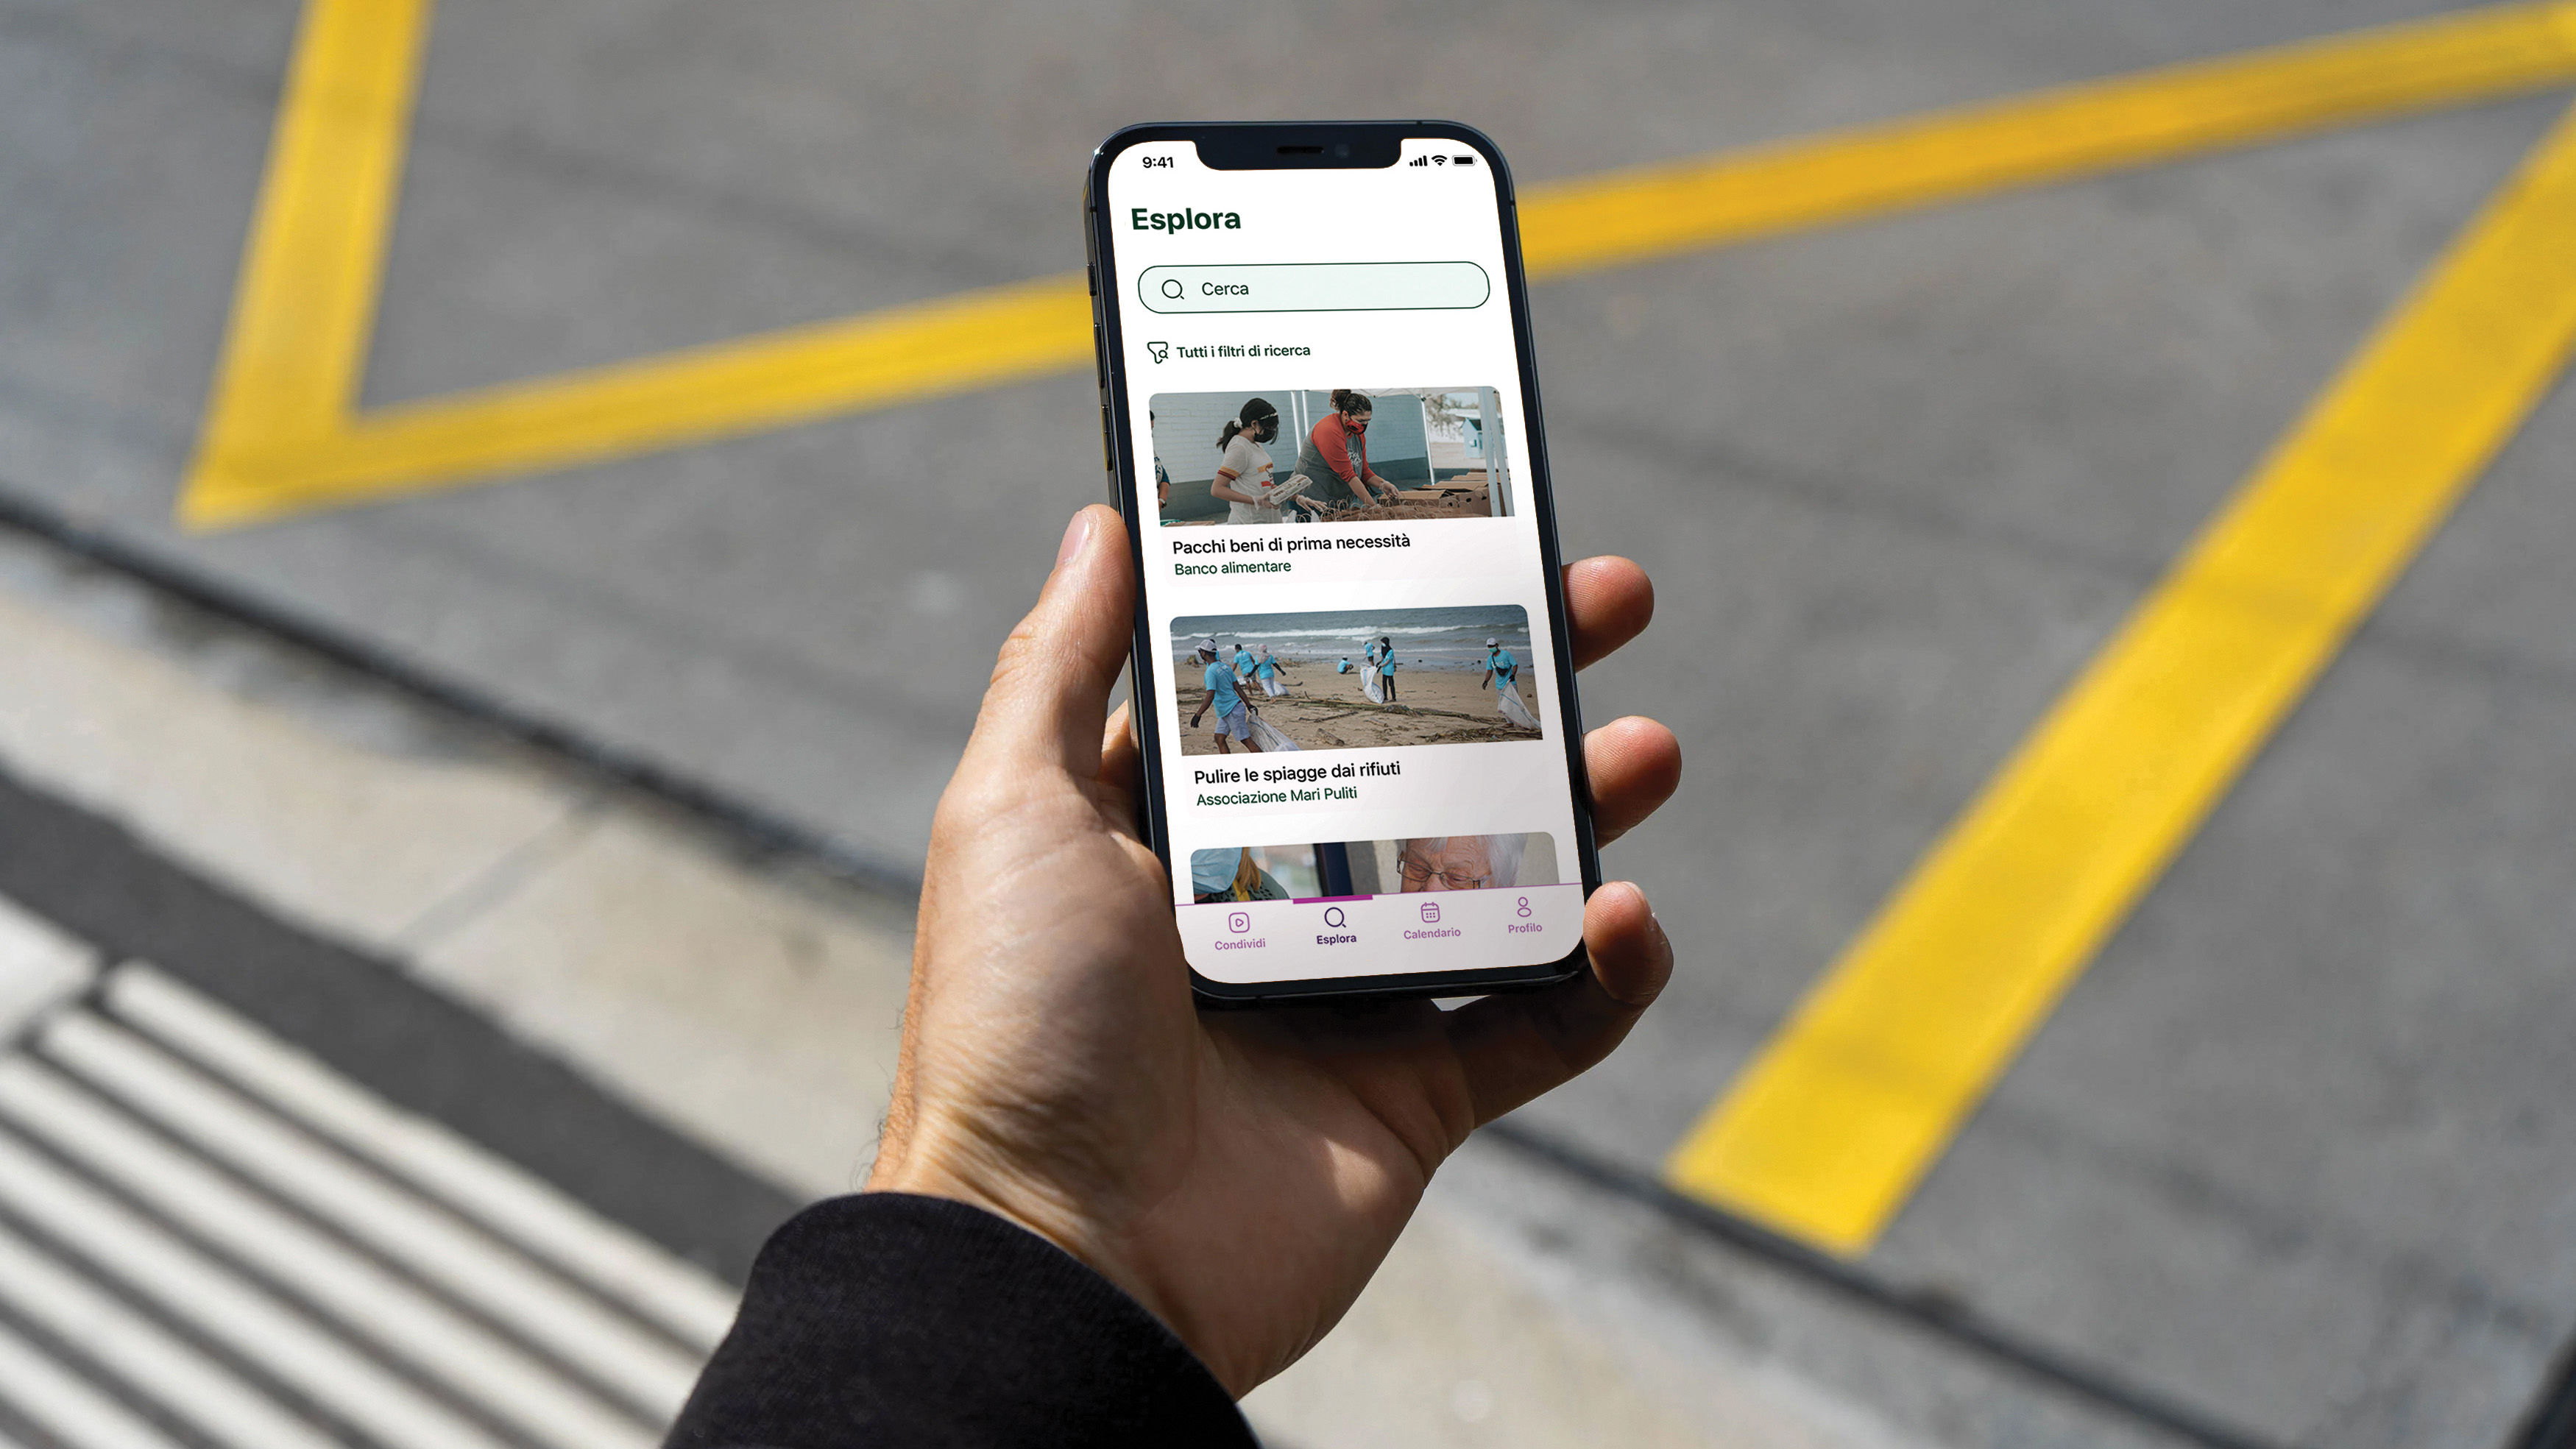 9:41
Esplora
Cerca
Tutti i filtri di ricerca
Pacchi beni di prima necessità
Banco alimentare
Pulire le spiagge dai rifiuti
Associazione Mari Puliti
Condividi
Esplora
Calendario
Profilo